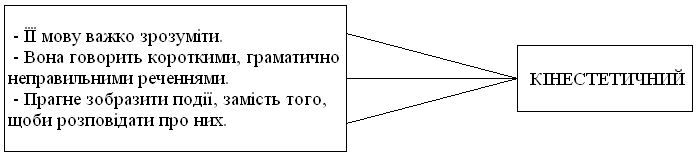 - ЇЇ мову важко зрозуміти.
- Вона говорить короткими, граматично
неправильними реченнями.
- Прагне зобразити події, замість того,
щоби розповідати про них.
КІНЕСТЕТИЧНИЙ